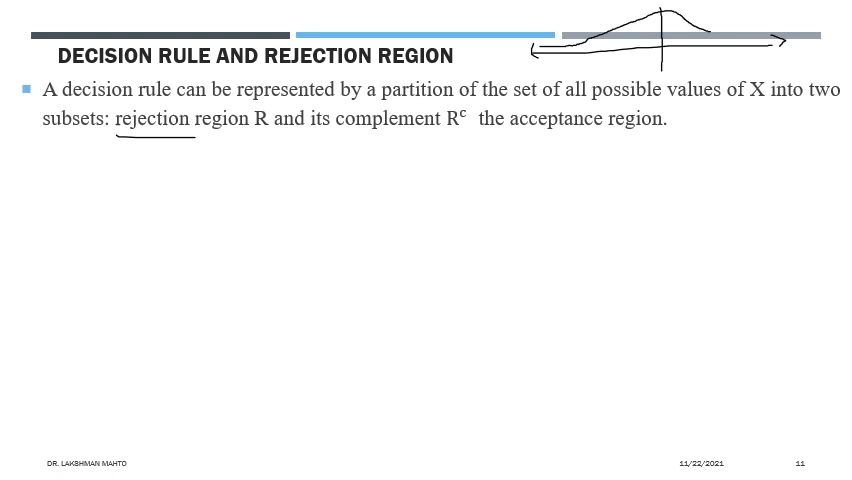 DECISION RULE AND REJECTION REGION
A decision rule can be represented by a partition of the set of all possible values of X into two
subsets: rejection region R and its complement Rᶜ the acceptance region.
DR. LAKSHMAN MAHTO
11/22/2021
11